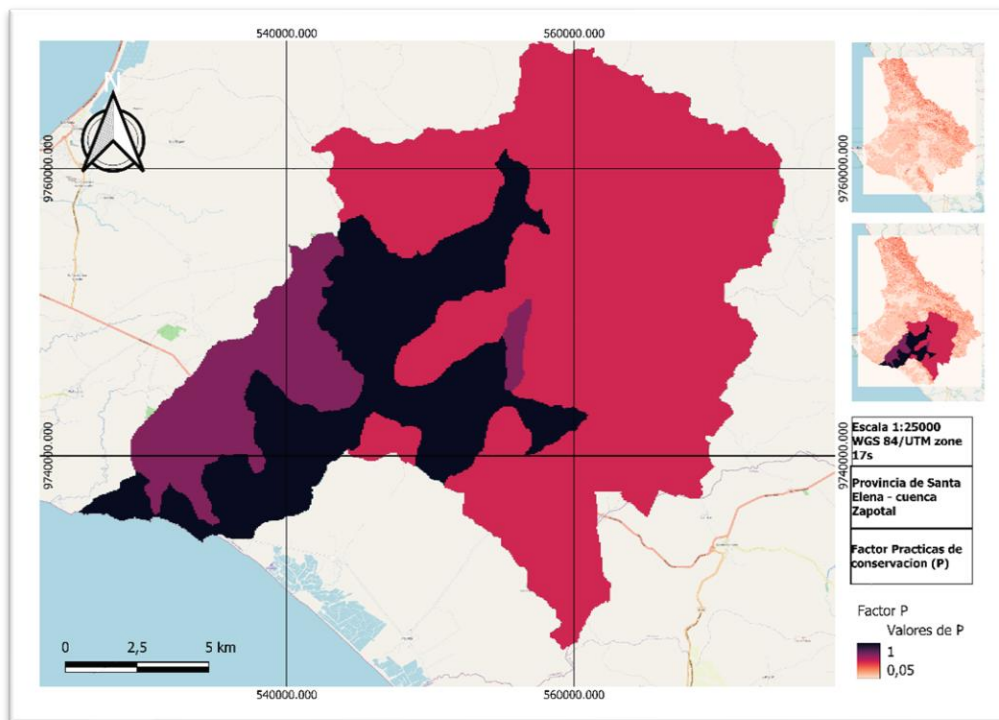 540000.000
560000.000
N
9760000.000
9760000.000
9740000.000
9740000.000
Escala 1:25000
WGS 84/UTM zone
17s
Provincia de Santa
Elena - cuenca
Zapotal
Factor Practicas de
conservacion (P)
Factor P
Valores de P
1
0,05
0
2,5
5 km
540000.000
560000.000